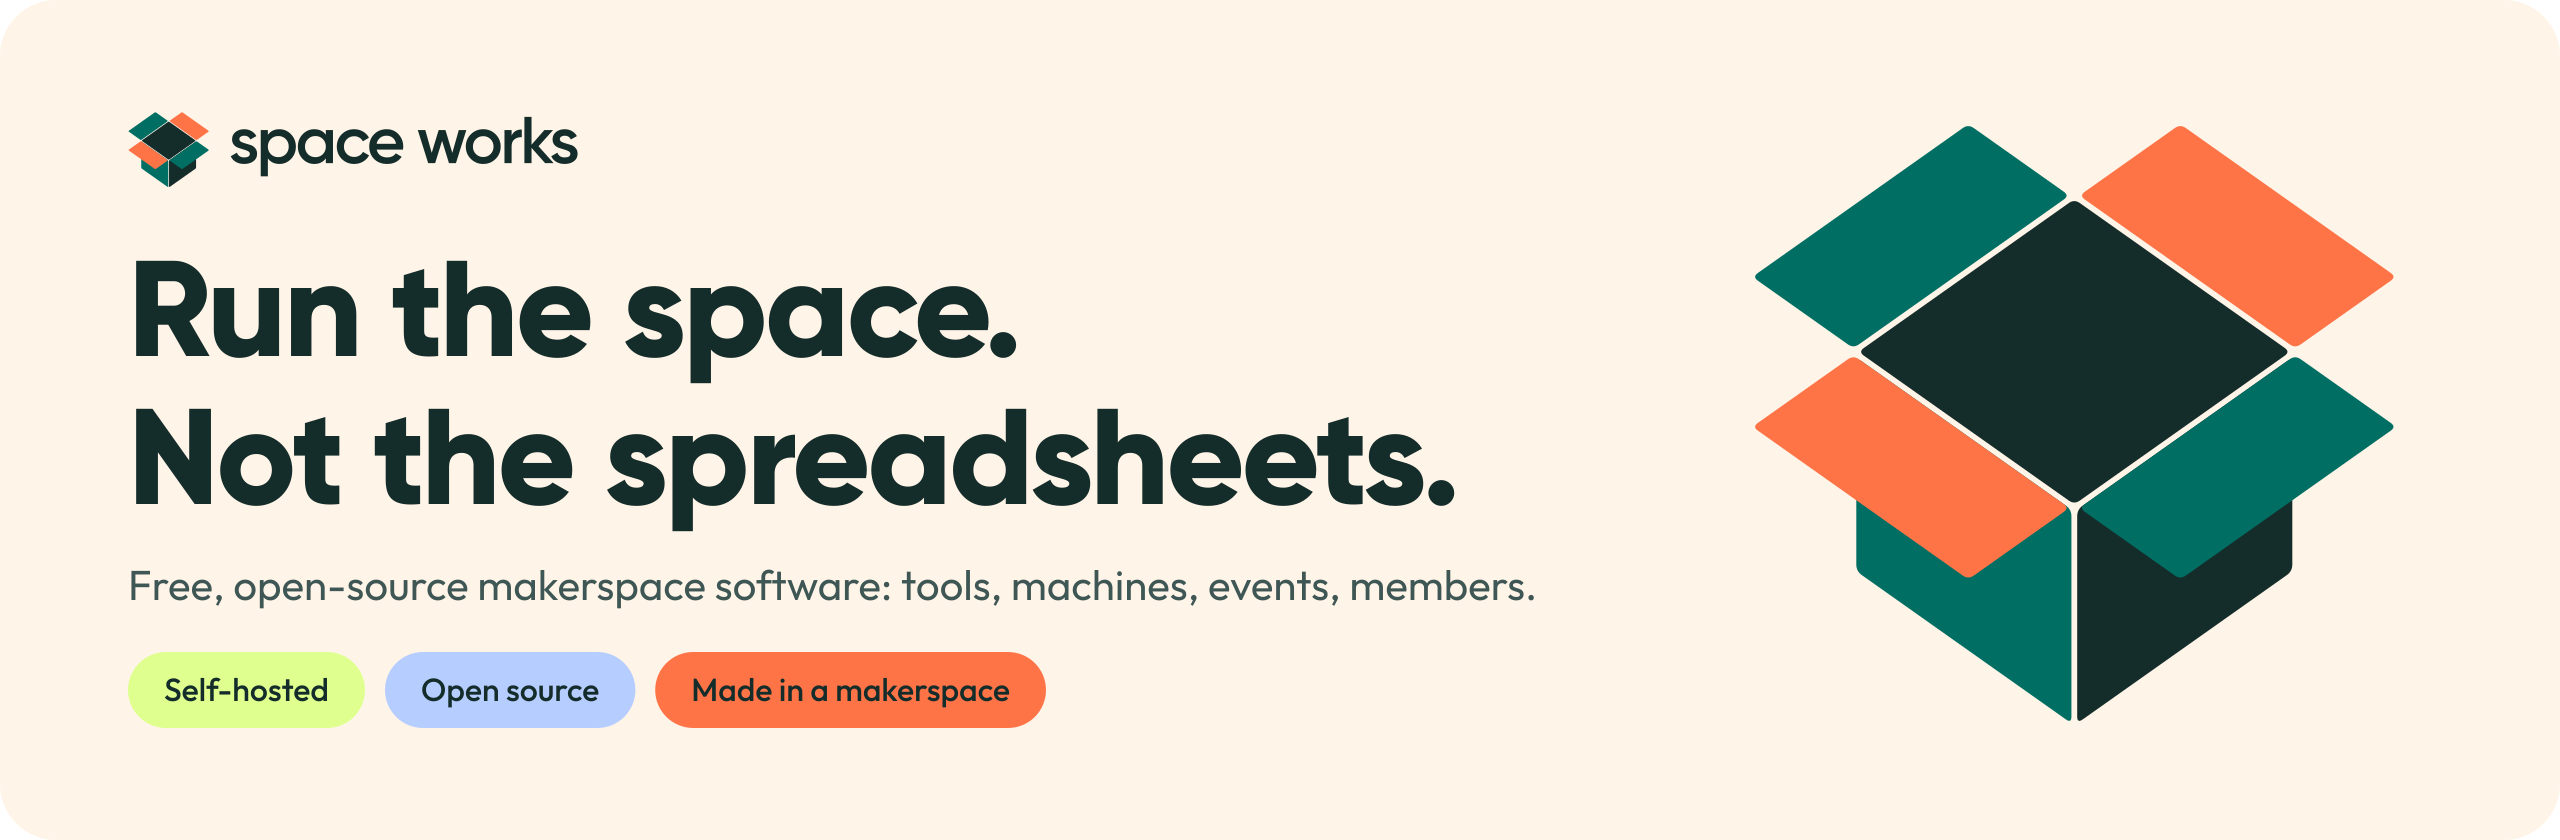 space works
Run the space.
Not the spreadsheets.
Free, open-source makerspace software: tools, machines, events, members.
Self-hosted
Open source
Made in a makerspace